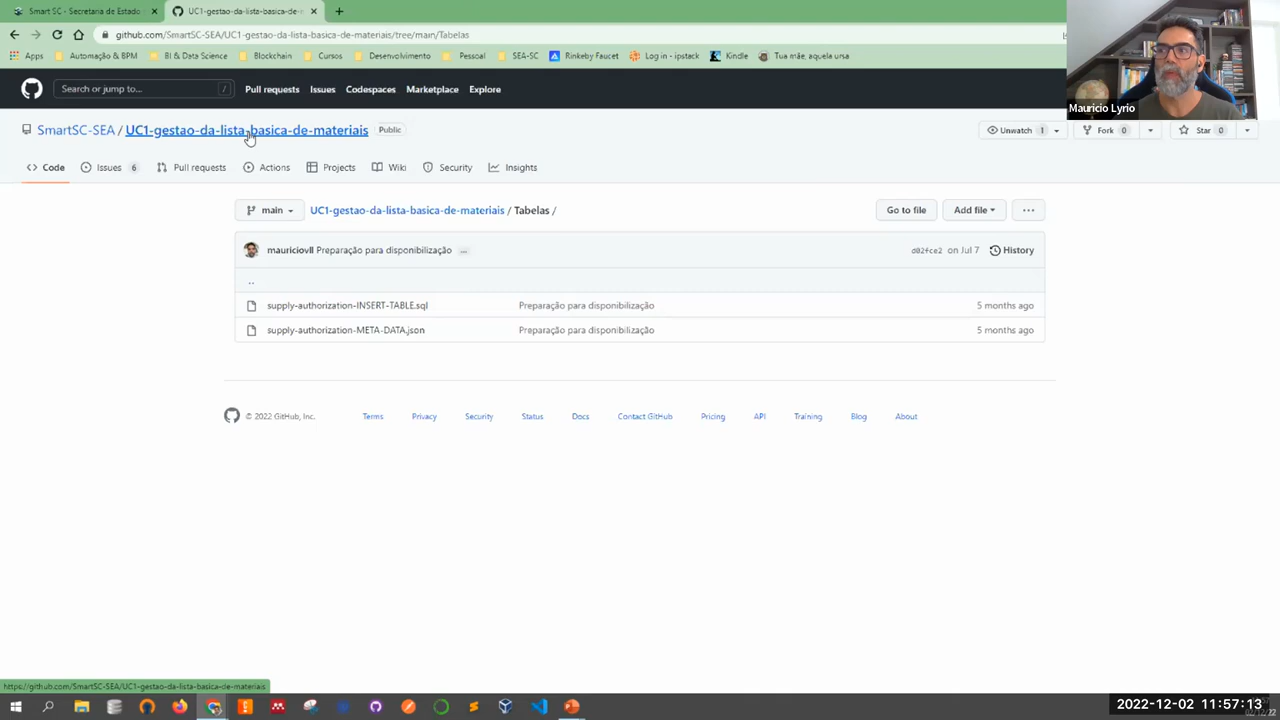 Smart SC - Secretaria de Estado
UC1-gestao-da-lista-basica-de-m
github.com/SmartSC-SEA/UC1-gestao-da-lista-basica-de-materiais/tree/main/Tabelas
Apps Automação & BPM BI & Data Science Blockchain Cursos Desenvolvimento Pessoal SEA-SC Rinkeby Faucet Log in - ipstack Kindle Tua mãe, aquela ursa
Mauricio Lyrio
Search or jump to... / Pull requests Issues Codespaces Marketplace Explore
SmartSC-SEA / UC1-gestao-da-lista-basica-de-materiais Public Unwatch 1 Fork 0 Star 0
Code Issues 6 Pull requests Actions Projects Wiki Security Insights
main UC1-gestao-da-lista-basica-de-materiais / Tabelas / Go to file Add file ...
mauriciovll Preparação para disponibilização ... d02fce2 on Jul 7 History
..
supply-authorization-INSERT-TABLE.sql Preparação para disponibilização 5 months ago
supply-authorization-META-DATA.json Preparação para disponibilização 5 months ago
© 2022 GitHub, Inc. Terms Privacy Security Status Docs Contact GitHub Pricing API Training Blog About
https://github.com/SmartSC-SEA/UC1-gestao-da-lista-basica-de-materiais
2022-12-02 11:57:13